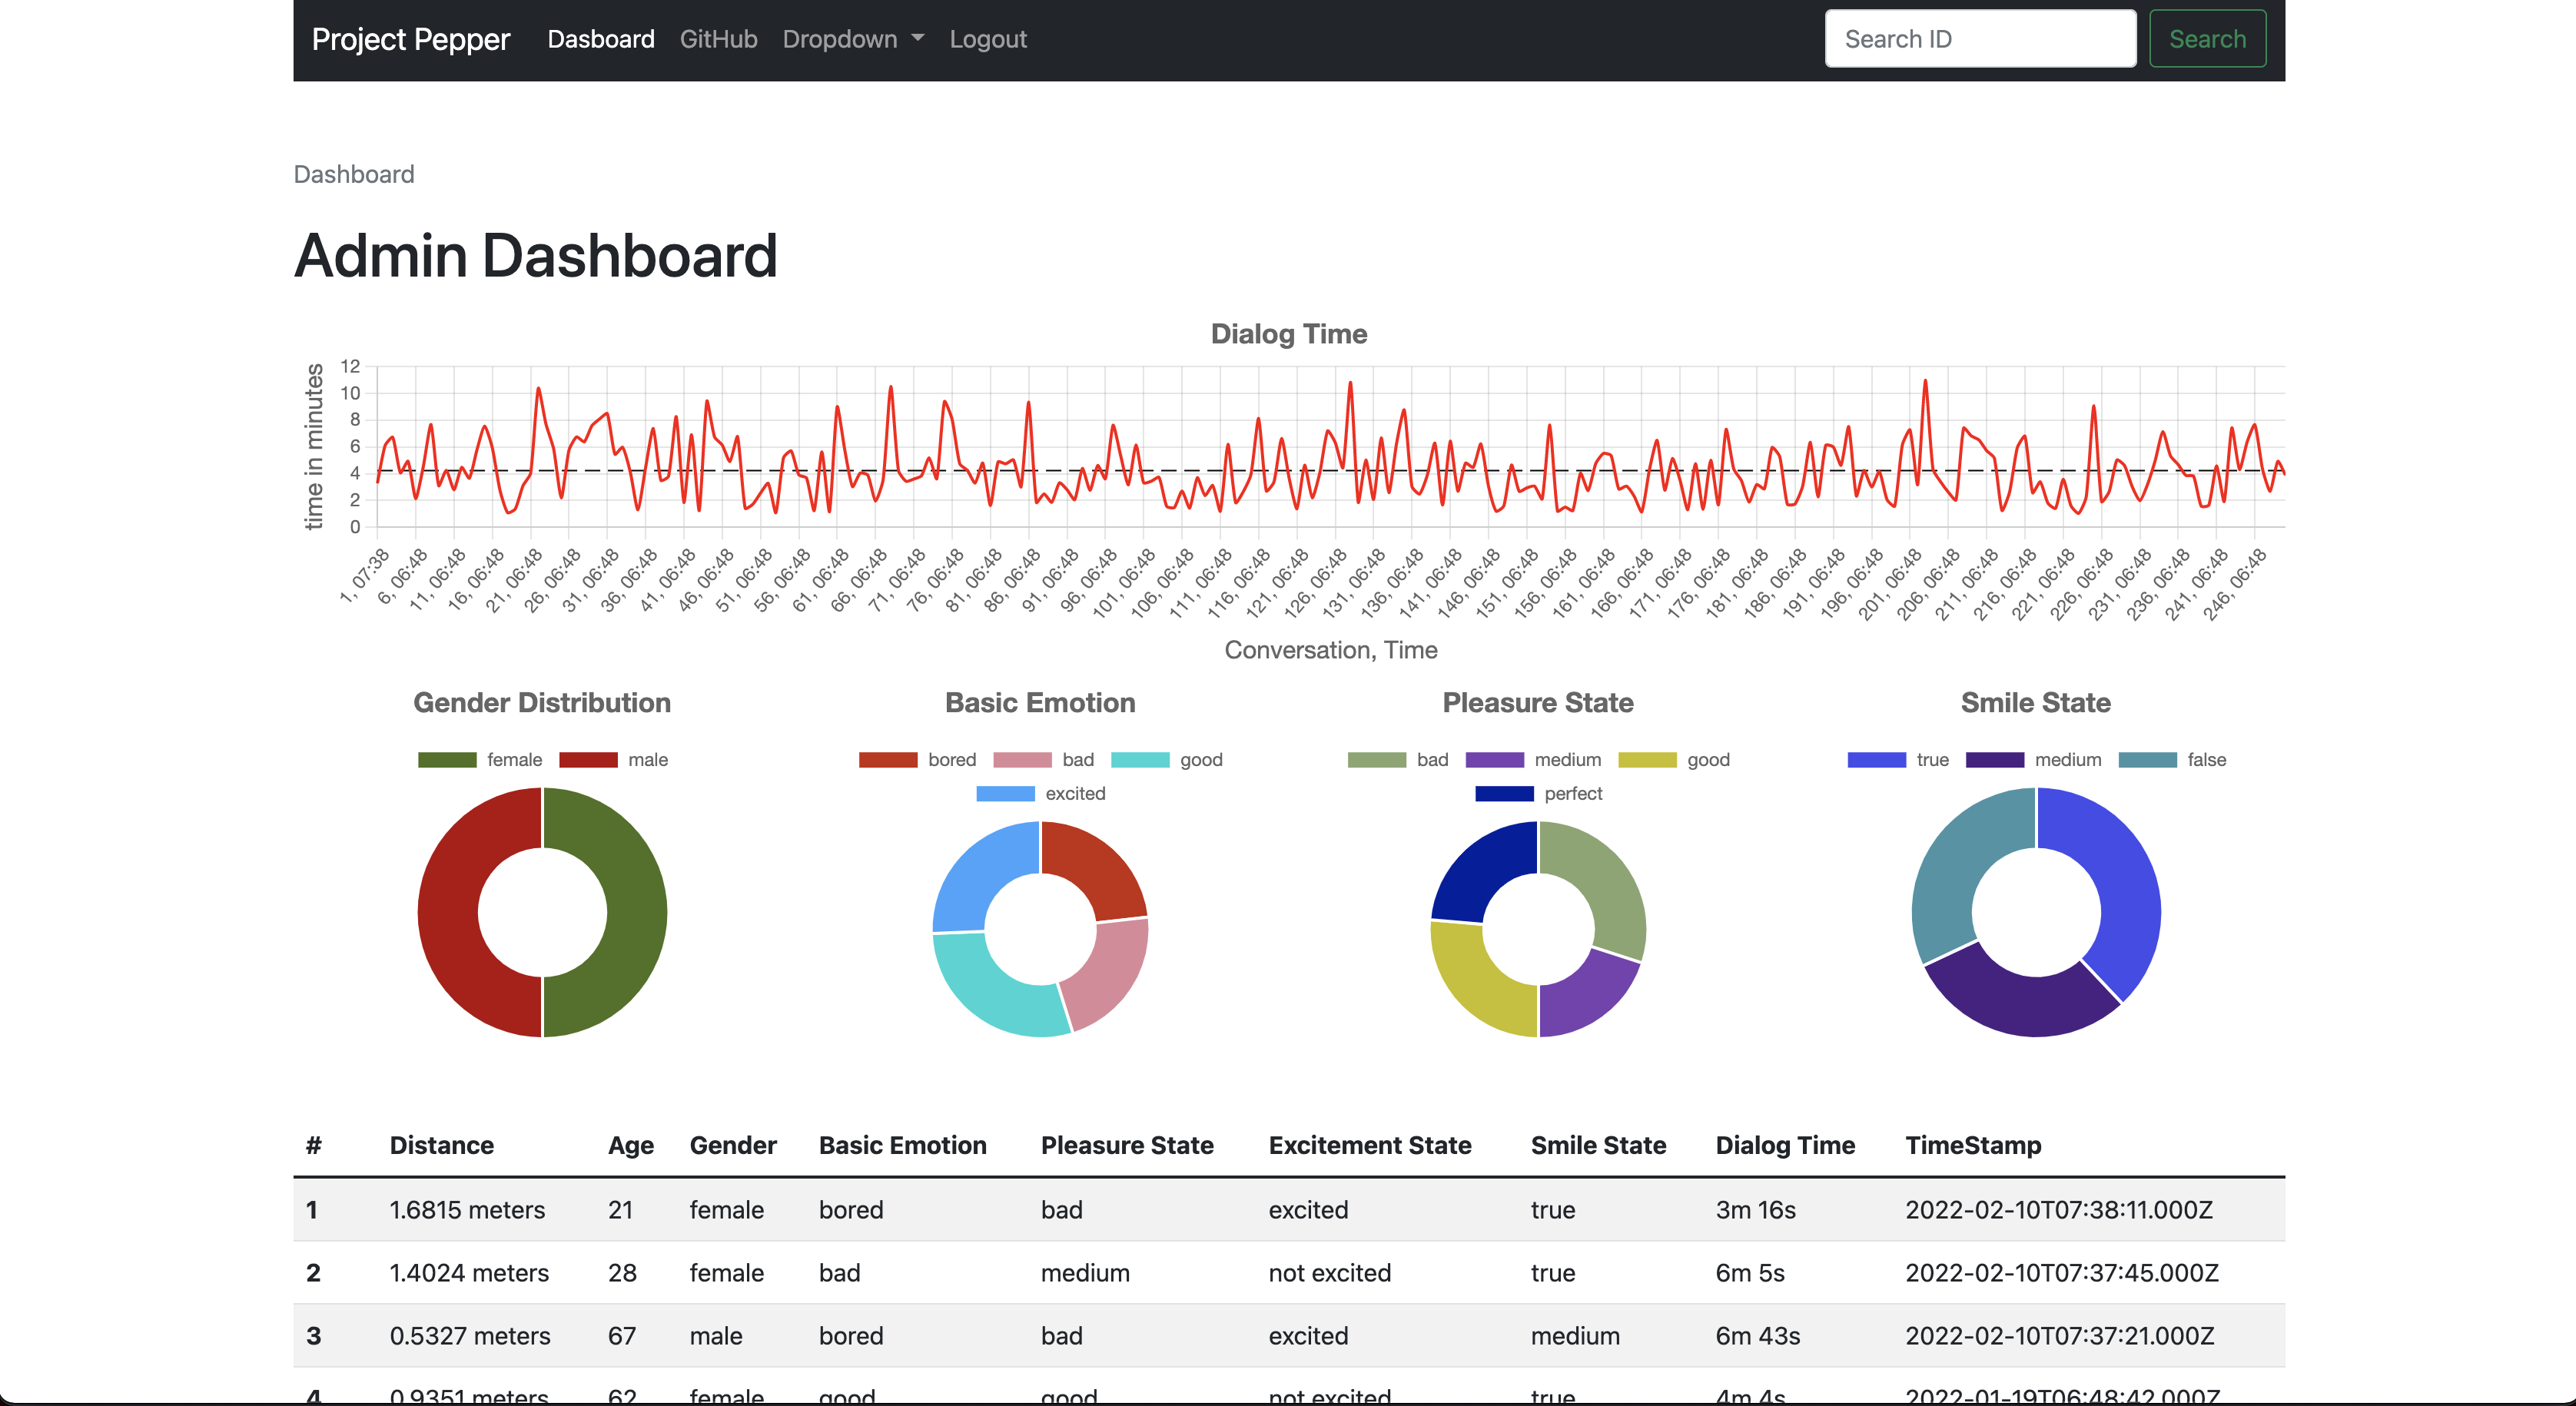 Project Pepper Dasboard GitHub Dropdown Logout Search ID Search
Dashboard
Admin Dashboard
Dialog Time
time in minutes
12
10
8
6
4
2
0
1, 07:38 6, 06:48 11, 06:48 16, 06:48 21, 06:48 26, 06:48 31, 06:48 36, 06:48 41, 06:48 46, 06:48 51, 06:48 56, 06:48 61, 06:48 66, 06:48 71, 06:48 76, 06:48 81, 06:48 86, 06:48 91, 06:48 96, 06:48 101, 06:48 106, 06:48 111, 06:48 116, 06:48 121, 06:48 126, 06:48 131, 06:48 136, 06:48 141, 06:48 146, 06:48 151, 06:48 156, 06:48 161, 06:48 166, 06:48 171, 06:48 176, 06:48 181, 06:48 186, 06:48 191, 06:48 196, 06:48 201, 06:48 206, 06:48 211, 06:48 216, 06:48 221, 06:48 226, 06:48 231, 06:48 236, 06:48 241, 06:48 246, 06:48
Conversation, Time
Gender Distribution
female male
Basic Emotion
bored bad good
excited
Pleasure State
bad medium good
perfect
Smile State
true medium false
# Distance Age Gender Basic Emotion Pleasure State Excitement State Smile State Dialog Time TimeStamp
1 1.6815 meters 21 female bored bad excited true 3m 16s 2022-02-10T07:38:11.000Z
2 1.4024 meters 28 female bad medium not excited true 6m 5s 2022-02-10T07:37:45.000Z
3 0.5327 meters 67 male bored bad excited medium 6m 43s 2022-02-10T07:37:21.000Z
4 0.9351 meters 62 female good good not excited true 4m 4s 2022-01-19T06:48:42.000Z